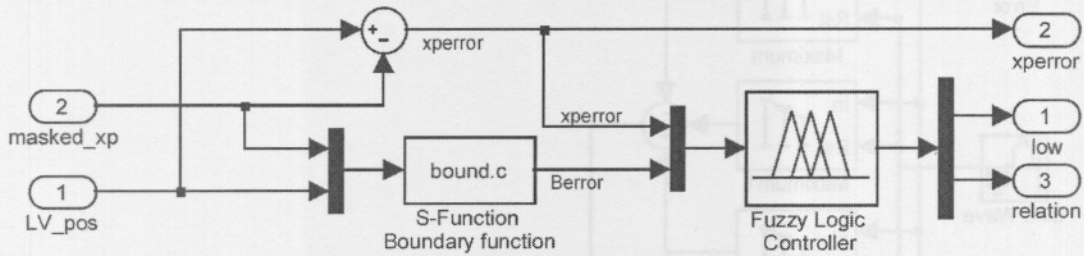 +
-
xperror
2
xperror
2
masked_xp
xperror
1
low
bound.c
Berror
1
LV_pos
3
relation
S-Function
Boundary function
Fuzzy Logic
Controller